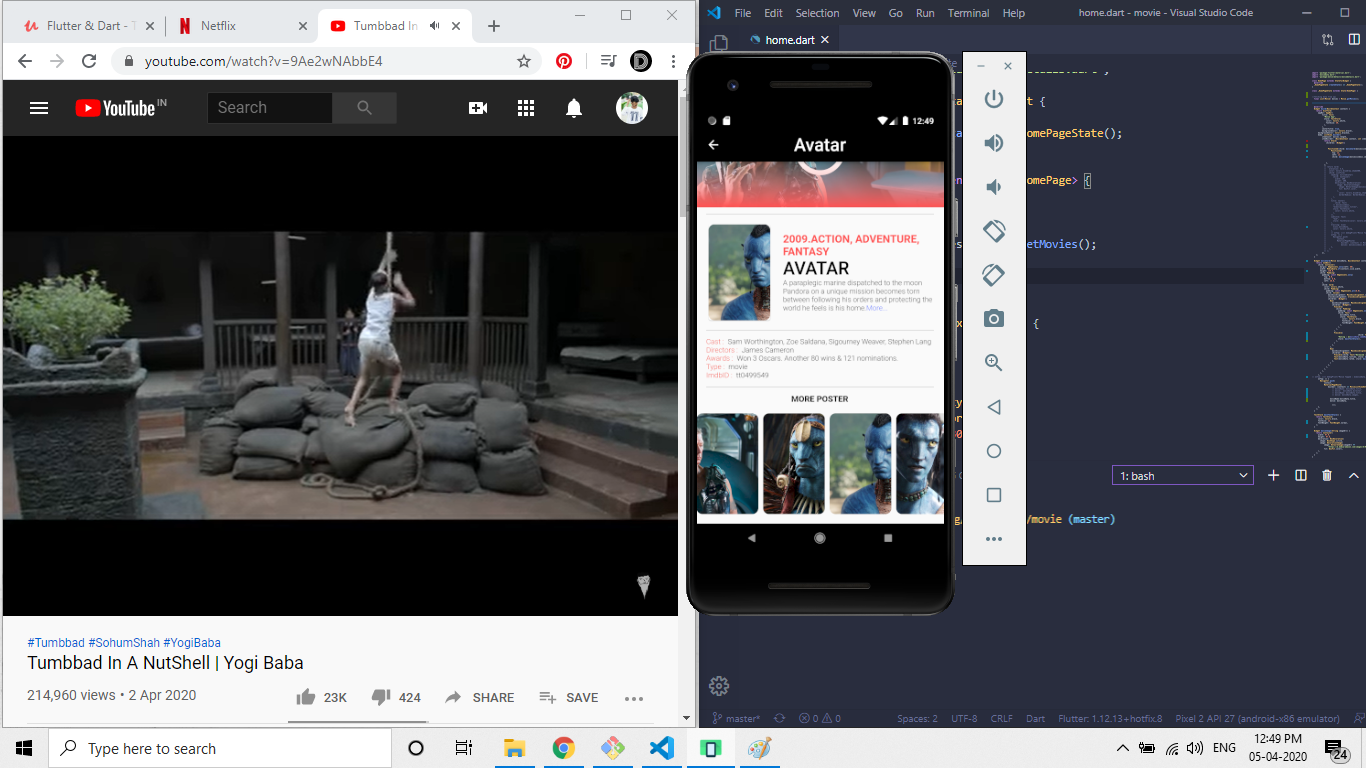 Flutter & Dart - T
Netflix
Tumbbad In
youtube.com/watch?v=9Ae2wNAbbE4
D
YouTube IN
Search
#Tumbbad #SohumShah #YogiBaba
Tumbbad In A NutShell | Yogi Baba
214,960 views • 2 Apr 2020
23K
424
SHARE
SAVE
File Edit Selection View Go Run Terminal Help
home.dart - movie - Visual Studio Code
home.dart
t {
omePageState();
omePage> {
etMovies();
{
1: bash
/movie (master)
12:49
Avatar
2009.ACTION, ADVENTURE,
FANTASY
AVATAR
A paraplegic marine dispatched to the moon
Pandora on a unique mission becomes torn
between following his orders and protecting the
world he feels is his home.More...
Cast : Sam Worthington, Zoe Saldana, Sigourney Weaver, Stephen Lang
Directors : James Cameron
Awards : Won 3 Oscars. Another 80 wins & 121 nominations.
Type : movie
ImdbID : tt0499549
MORE POSTER
master* 0 0 Spaces: 2 UTF-8 CRLF Dart Flutter: 1.12.13+hotfix.8 Pixel 2 API 27 (android-x86 emulator)
Type here to search
ENG
12:49 PM
05-04-2020
24